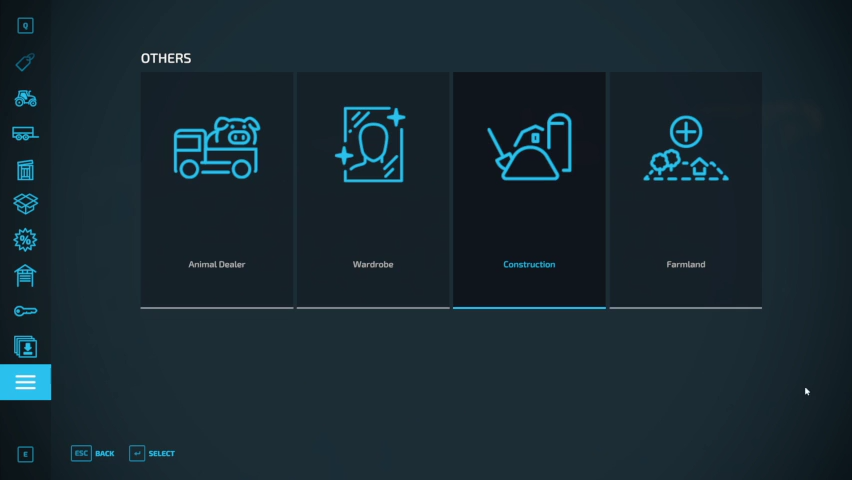 Q
OTHERS
%
Animal Dealer
Wardrobe
Construction
Farmland
E
ESC BACK
SELECT